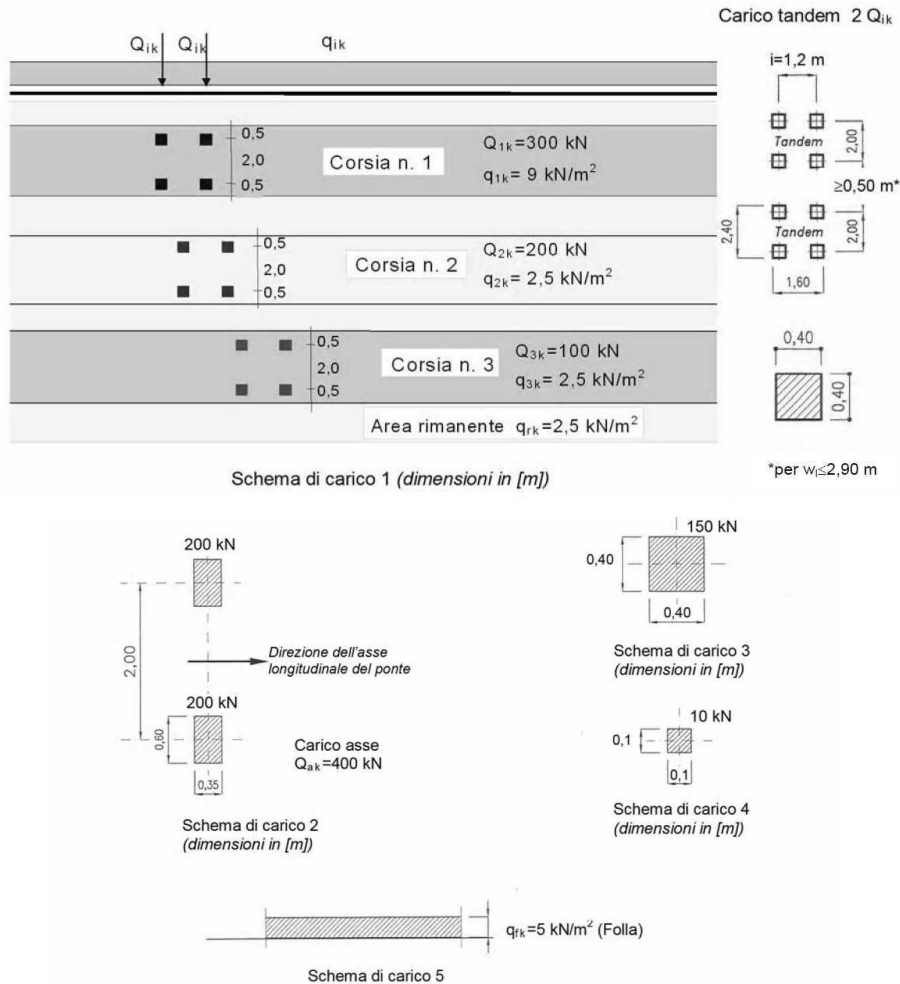 Carico tandem 2 Qik
Qik Qik qik
i=1,2 m
0,5
2,0
0,5
Corsia n. 1
Q1k=300 kN
q1k= 9 kN/m²
Tandem
2,00
≥0,50 m*
0,5
2,0
0,5
Corsia n. 2
Q2k=200 kN
q2k= 2,5 kN/m²
2,40
Tandem
2,00
1,60
0,5
2,0
0,5
Corsia n. 3
Q3k=100 kN
q3k= 2,5 kN/m²
0,40
0,40
Area rimanente qrk=2,5 kN/m²
Schema di carico 1 (dimensioni in [m])
*per wl≤2,90 m
200 kN
2,00
Direzione dell'asse
longitudinale del ponte
200 kN
0,60
0,35
Carico asse
Qak=400 kN
Schema di carico 2
(dimensioni in [m])
150 kN
0,40
0,40
Schema di carico 3
(dimensioni in [m])
10 kN
0,1
0,1
Schema di carico 4
(dimensioni in [m])
qfk=5 kN/m² (Folla)
Schema di carico 5